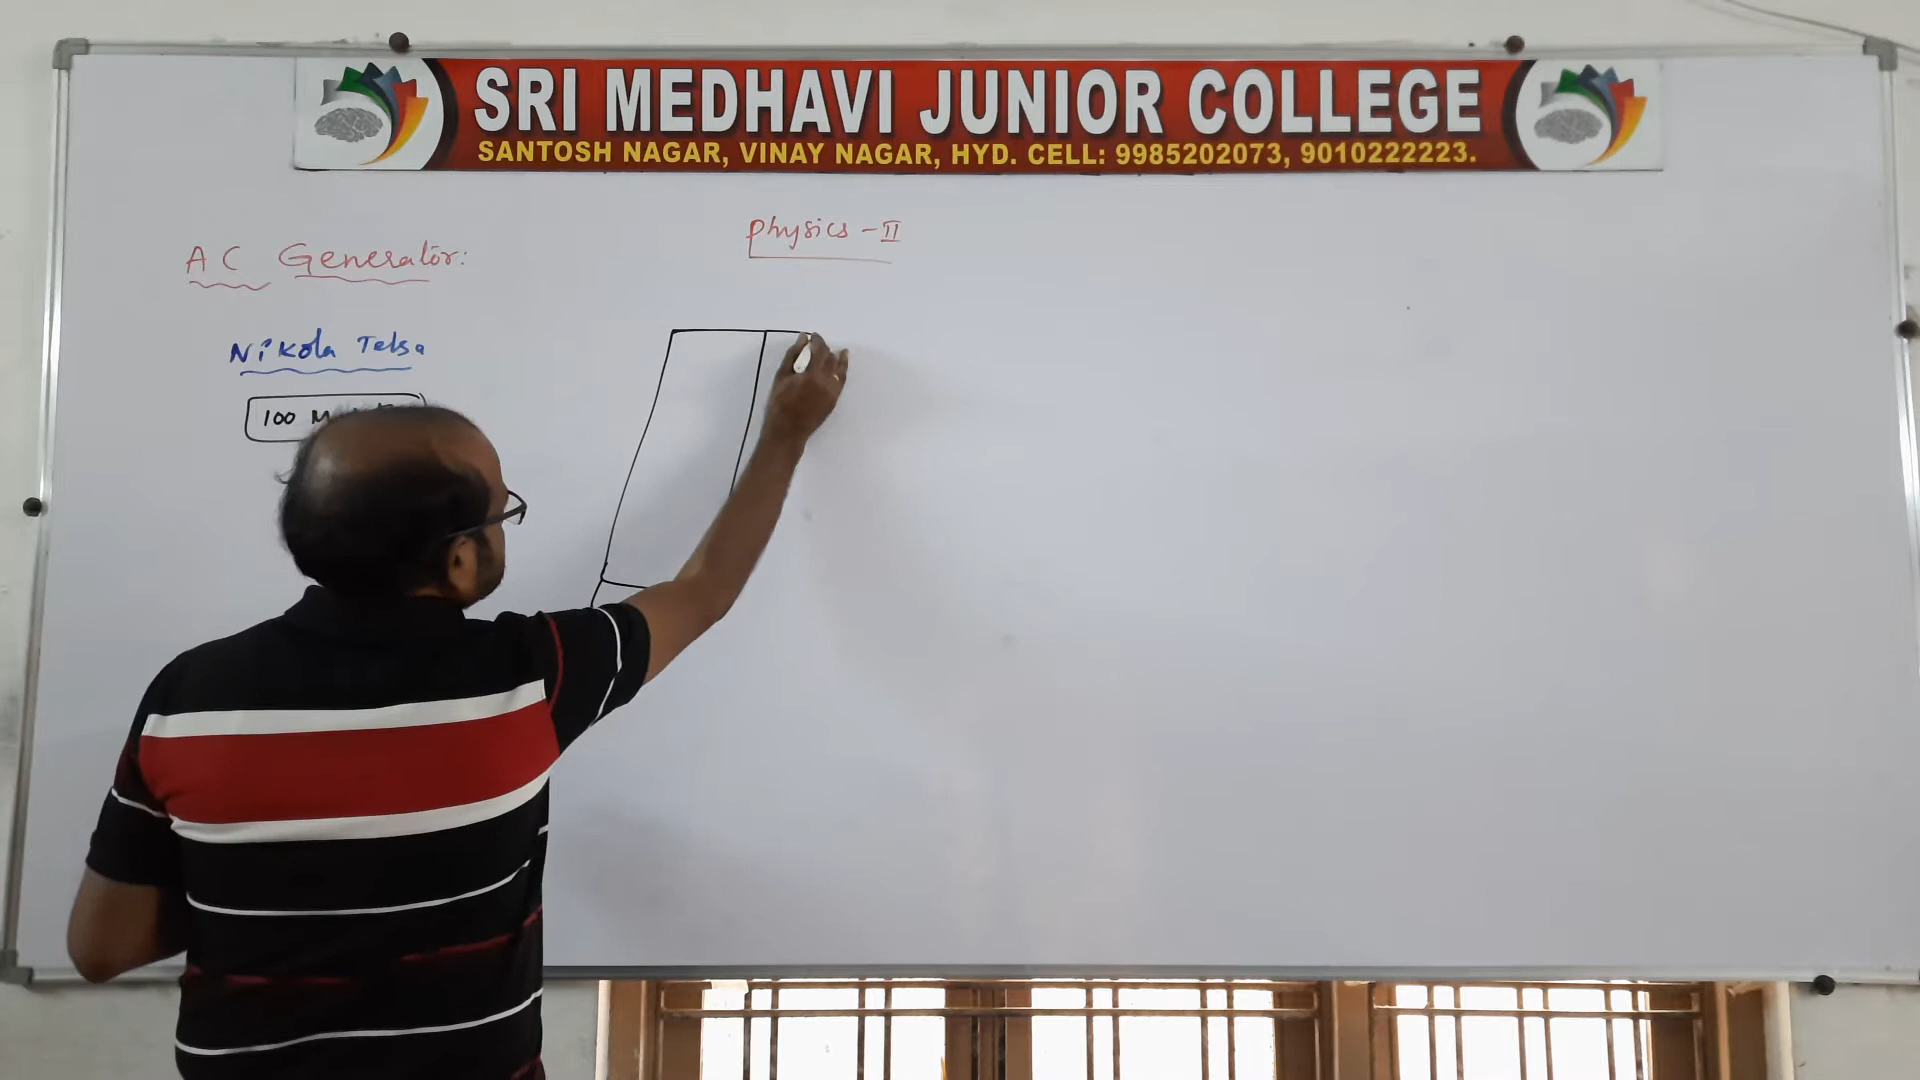 SRI MEDHAVI JUNIOR COLLEGE
SANTOSH NAGAR, VINAY NAGAR, HYD. CELL: 9985202073, 9010222223.
Physics - II
A C Generator:
Nikola Telsa
100